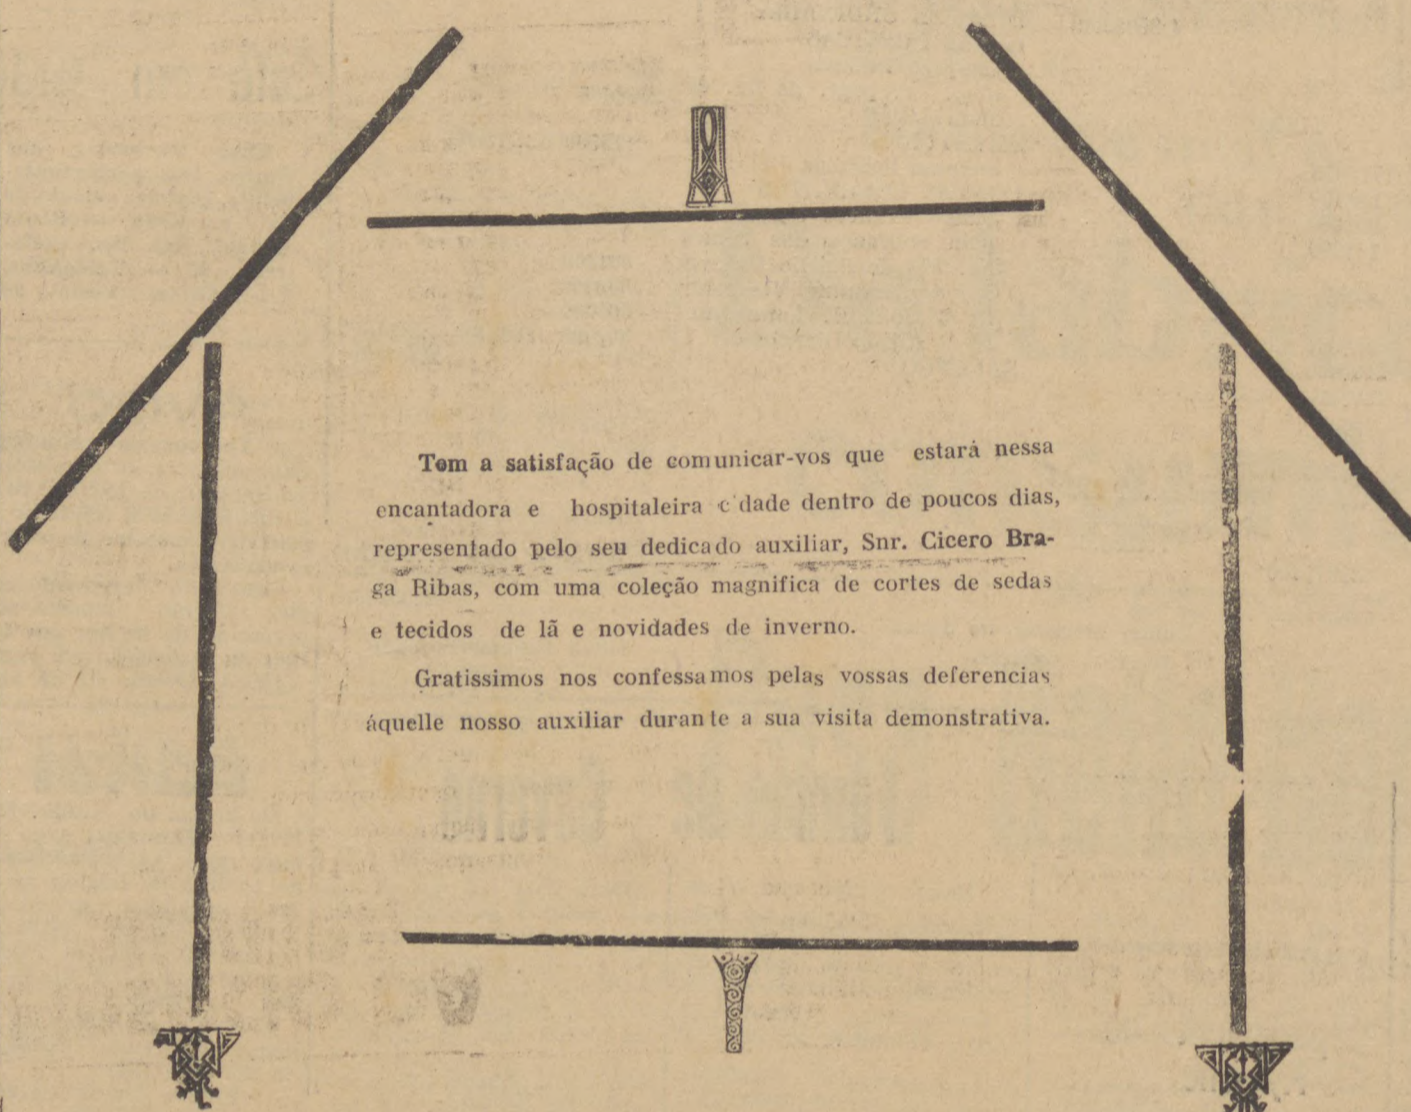 Tem a satisfação de comunicar-vos que estará nessa
encantadora e hospitaleira cidade dentro de poucos dias,
representado pelo seu dedicado auxiliar, Snr. Cicero Bra-
ga Ribas, com uma coleção magnifica de cortes de sedas
e tecidos de lã e novidades de inverno.
Gratissimos nos confessamos pelas vossas deferencias
áquelle nosso auxiliar durante a sua visita demonstrativa.